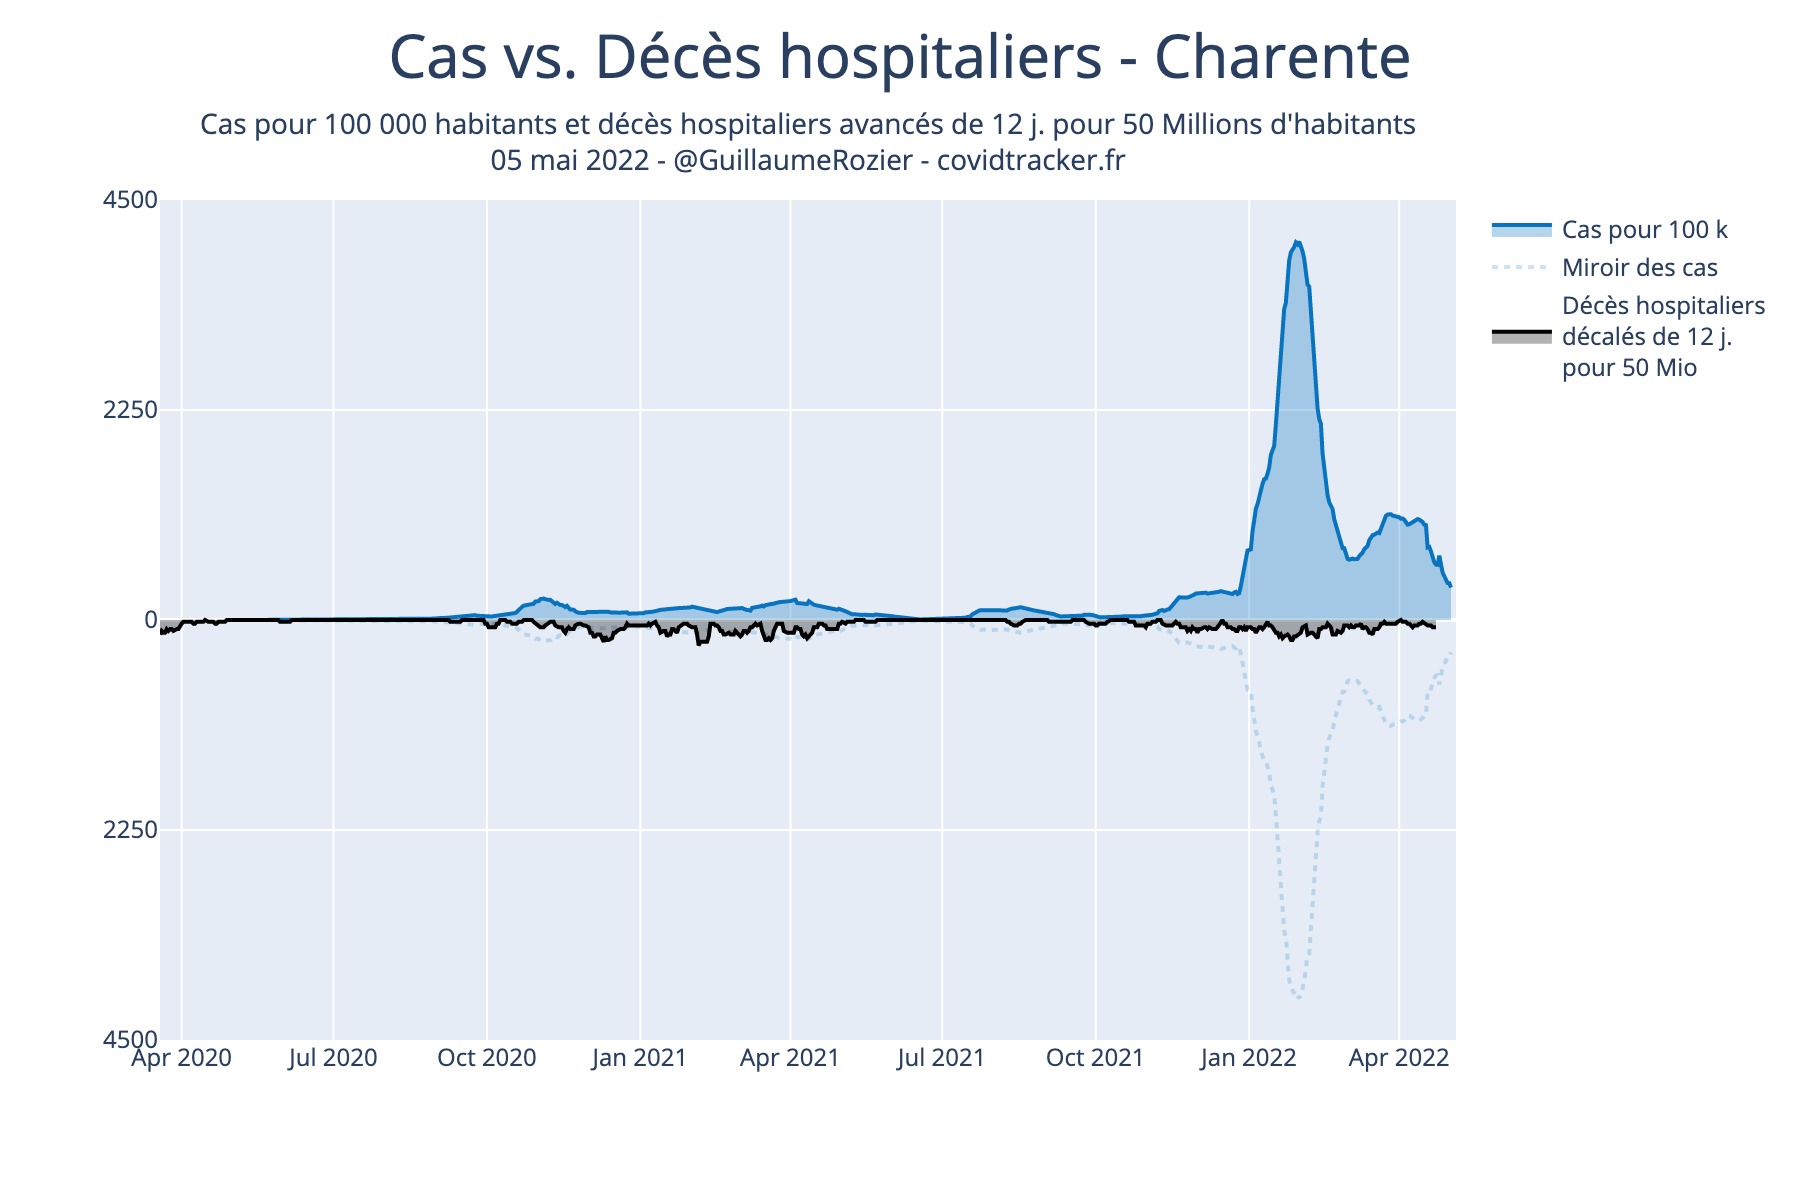 Cas vs. Décès hospitaliers - Charente
Cas pour 100 000 habitants et décès hospitaliers avancés de 12 j. pour 50 Millions d'habitants
05 mai 2022 - @GuillaumeRozier - covidtracker.fr
4500
2250
0
2250
4500
Apr 2020
Jul 2020
Oct 2020
Jan 2021
Apr 2021
Jul 2021
Oct 2021
Jan 2022
Apr 2022
Cas pour 100 k
Miroir des cas
Décès hospitaliers
décalés de 12 j.
pour 50 Mio